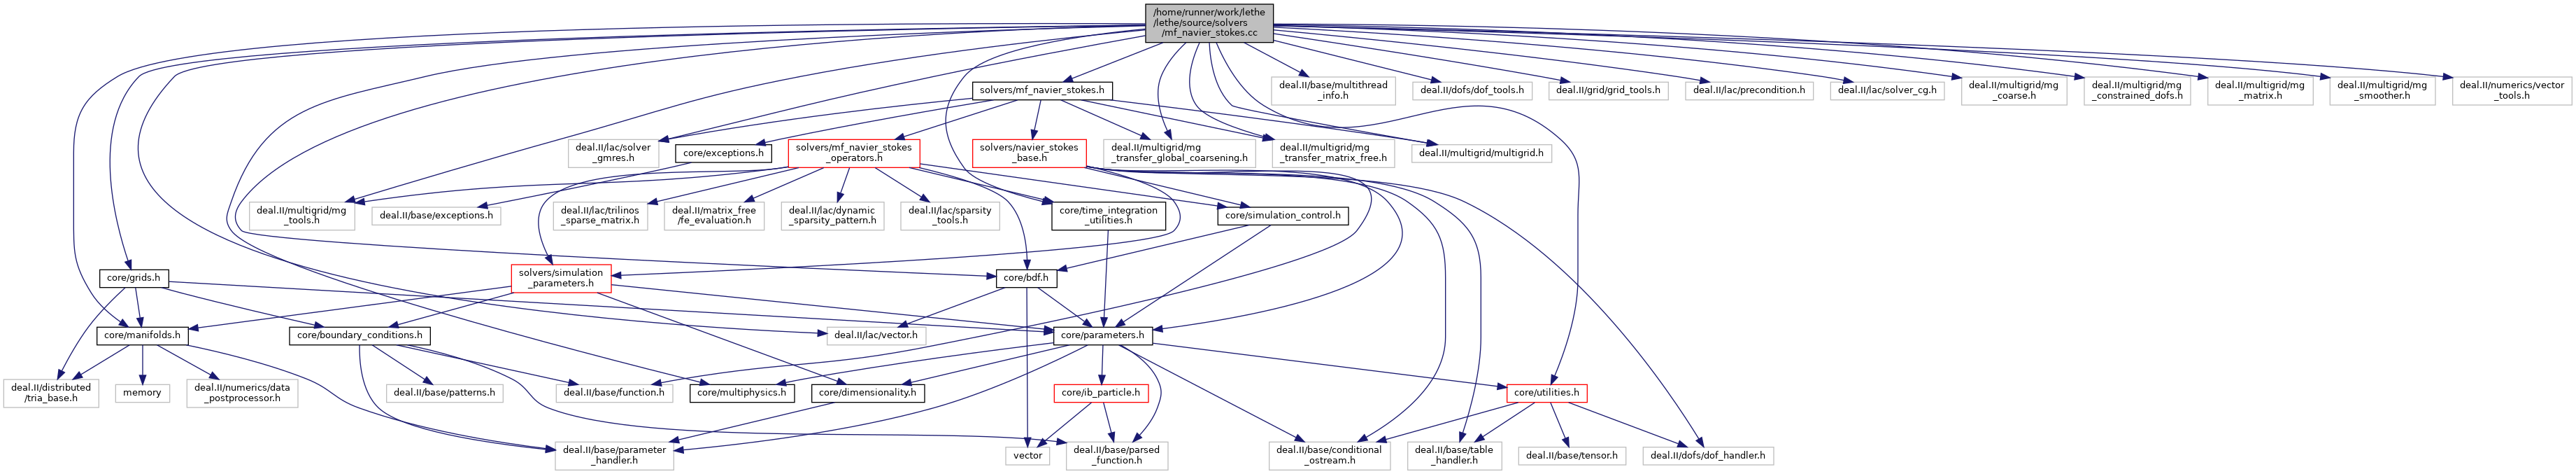 /home/runner/work/lethe
/lethe/source/solvers
/mf_navier_stokes.cc
solvers/mf_navier_stokes.h
deal.II/base/multithread
_info.h
deal.II/dofs/dof_tools.h
deal.II/grid/grid_tools.h
deal.II/lac/precondition.h
deal.II/lac/solver_cg.h
deal.II/multigrid/mg
_coarse.h
deal.II/multigrid/mg
_constrained_dofs.h
deal.II/multigrid/mg
_matrix.h
deal.II/multigrid/mg
_smoother.h
deal.II/numerics/vector
_tools.h
deal.II/lac/solver
_gmres.h
core/exceptions.h
solvers/mf_navier_stokes
_operators.h
solvers/navier_stokes
_base.h
deal.II/multigrid/mg
_transfer_global_coarsening.h
deal.II/multigrid/mg
_transfer_matrix_free.h
deal.II/multigrid/multigrid.h
deal.II/multigrid/mg
_tools.h
deal.II/base/exceptions.h
deal.II/lac/trilinos
_sparse_matrix.h
deal.II/matrix_free
/fe_evaluation.h
deal.II/lac/dynamic
_sparsity_pattern.h
deal.II/lac/sparsity
_tools.h
core/time_integration
_utilities.h
core/simulation_control.h
core/grids.h
solvers/simulation
_parameters.h
core/bdf.h
core/manifolds.h
core/boundary_conditions.h
deal.II/lac/vector.h
core/parameters.h
deal.II/distributed
/tria_base.h
memory
deal.II/numerics/data
_postprocessor.h
deal.II/base/patterns.h
deal.II/base/function.h
core/multiphysics.h
core/dimensionality.h
core/ib_particle.h
core/utilities.h
deal.II/base/parameter
_handler.h
vector
deal.II/base/parsed
_function.h
deal.II/base/conditional
_ostream.h
deal.II/base/table
_handler.h
deal.II/base/tensor.h
deal.II/dofs/dof_handler.h